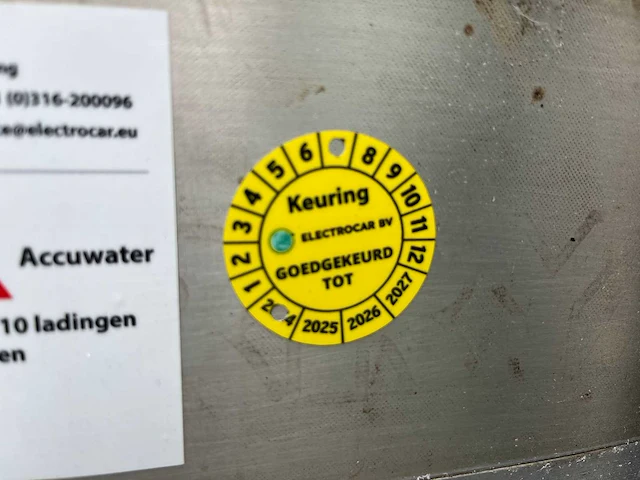 ng
(0)316-200096
e@electrocar.eu
Accuwater
10 ladingen
en
1 2 3 4 5 6 8 9 10 11 12
Keuring
ELECTROCAR BV
GOEDGEKEURD
TOT
2025 2026 2027